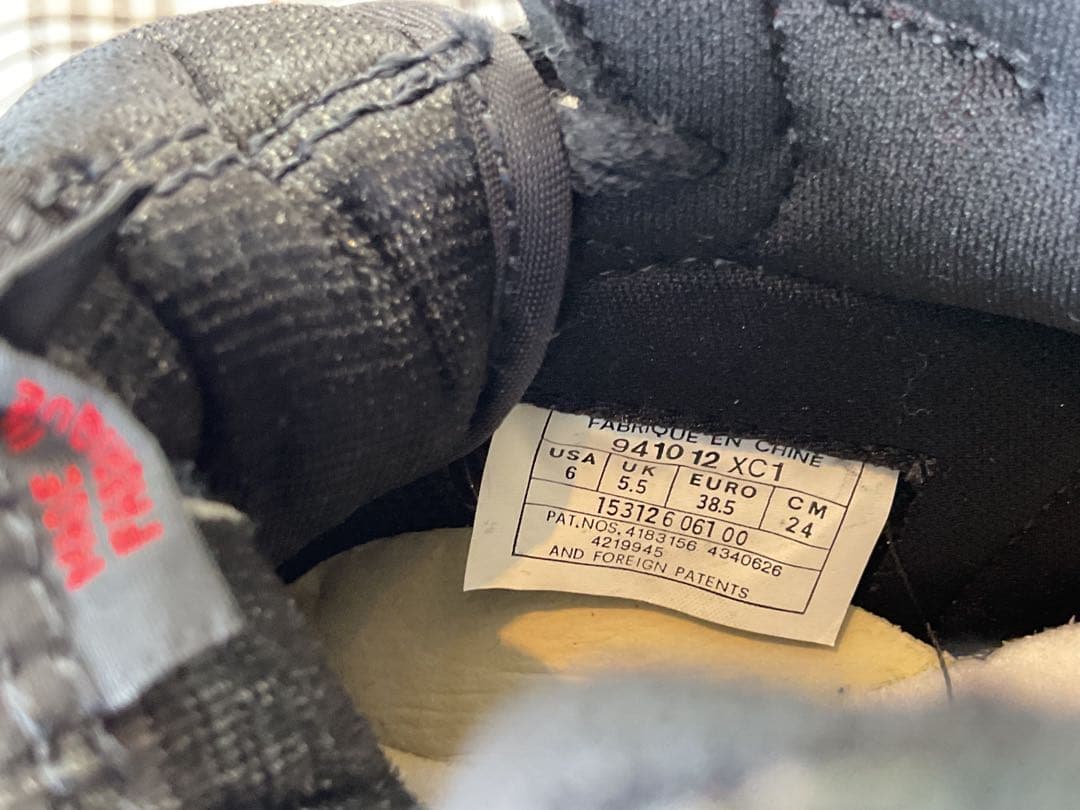 FABRIQUE EN CHINE
941012 XC1
USA UK EURO CM
6 5.5 38.5 24
153126 061 00
PAT.NOS. 4183156 4340626
4219945
AND FOREIGN PATENTS